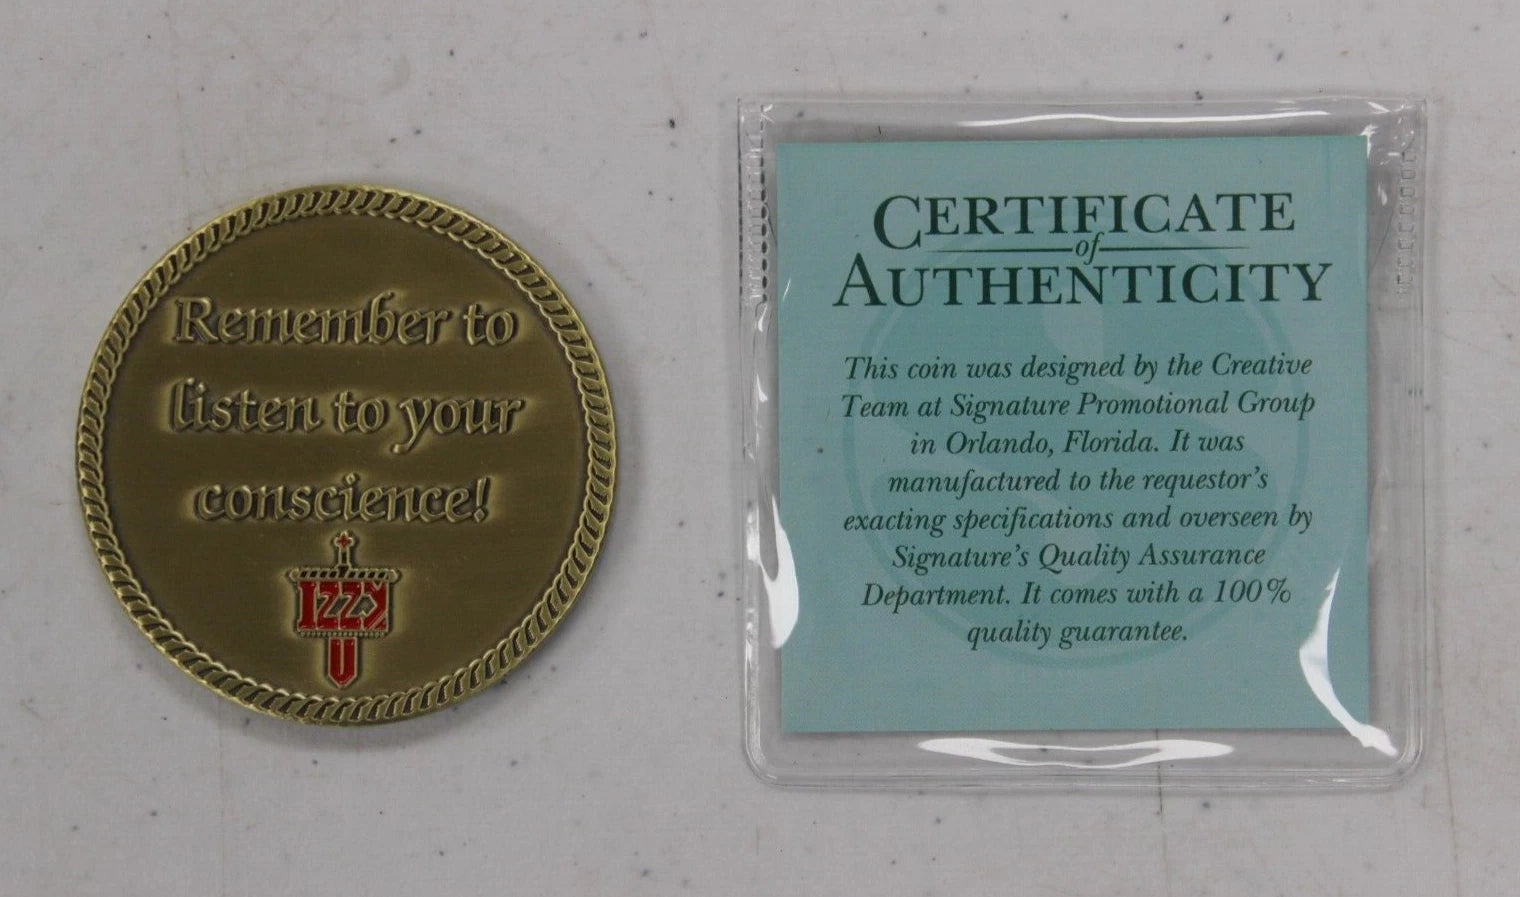 Remember to
listen to your
conscience!
IZZY
U
CERTIFICATE
of
AUTHENTICITY
This coin was designed by the Creative
Team at Signature Promotional Group
in Orlando, Florida. It was
manufactured to the requestor's
exacting specifications and overseen by
Signature's Quality Assurance
Department. It comes with a 100%
quality guarantee.